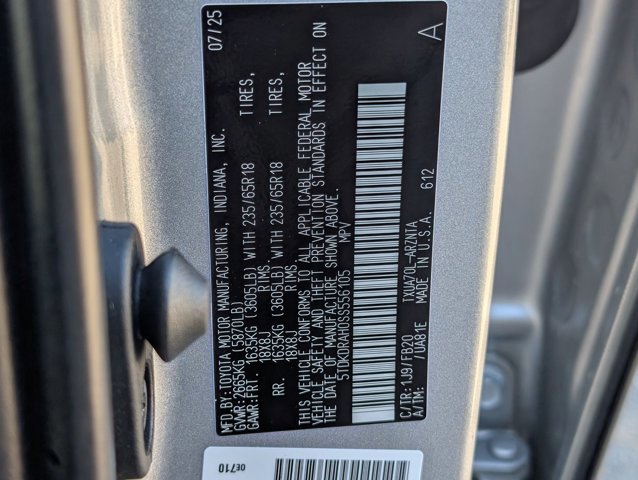 MFD.BY:TOYOTA MOTOR MANUFACTURING, INDIANA, INC. 07/25
GVWR:2665KG (5870LB)
GAWR:FRT. 1635KG (3605LB) WITH 235/65R18 TIRES,
18X8J RIMS
RR. 1635KG (3605LB) WITH 235/65R18 TIRES,
18X8J RIMS
THIS VEHICLE CONFORMS TO ALL APPLICABLE FEDERAL MOTOR
VEHICLE SAFETY AND THEFT PREVENTION STANDARDS IN EFFECT ON
THE DATE OF MANUFACTURE SHOWN ABOVE.
5TDKDRAH0SS556105 MPV
C/TR:1J9/FB20 TXUA70L-ARZNTA
A/TM: /UA81E MADE IN U.S.A. 612
A
0E710